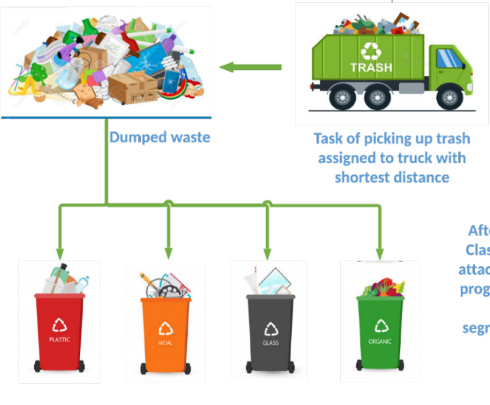 TRASH
Dumped waste
Task of picking up trash
assigned to truck with
shortest distance
PLASTIC
METAL
GLASS
ORGANIC